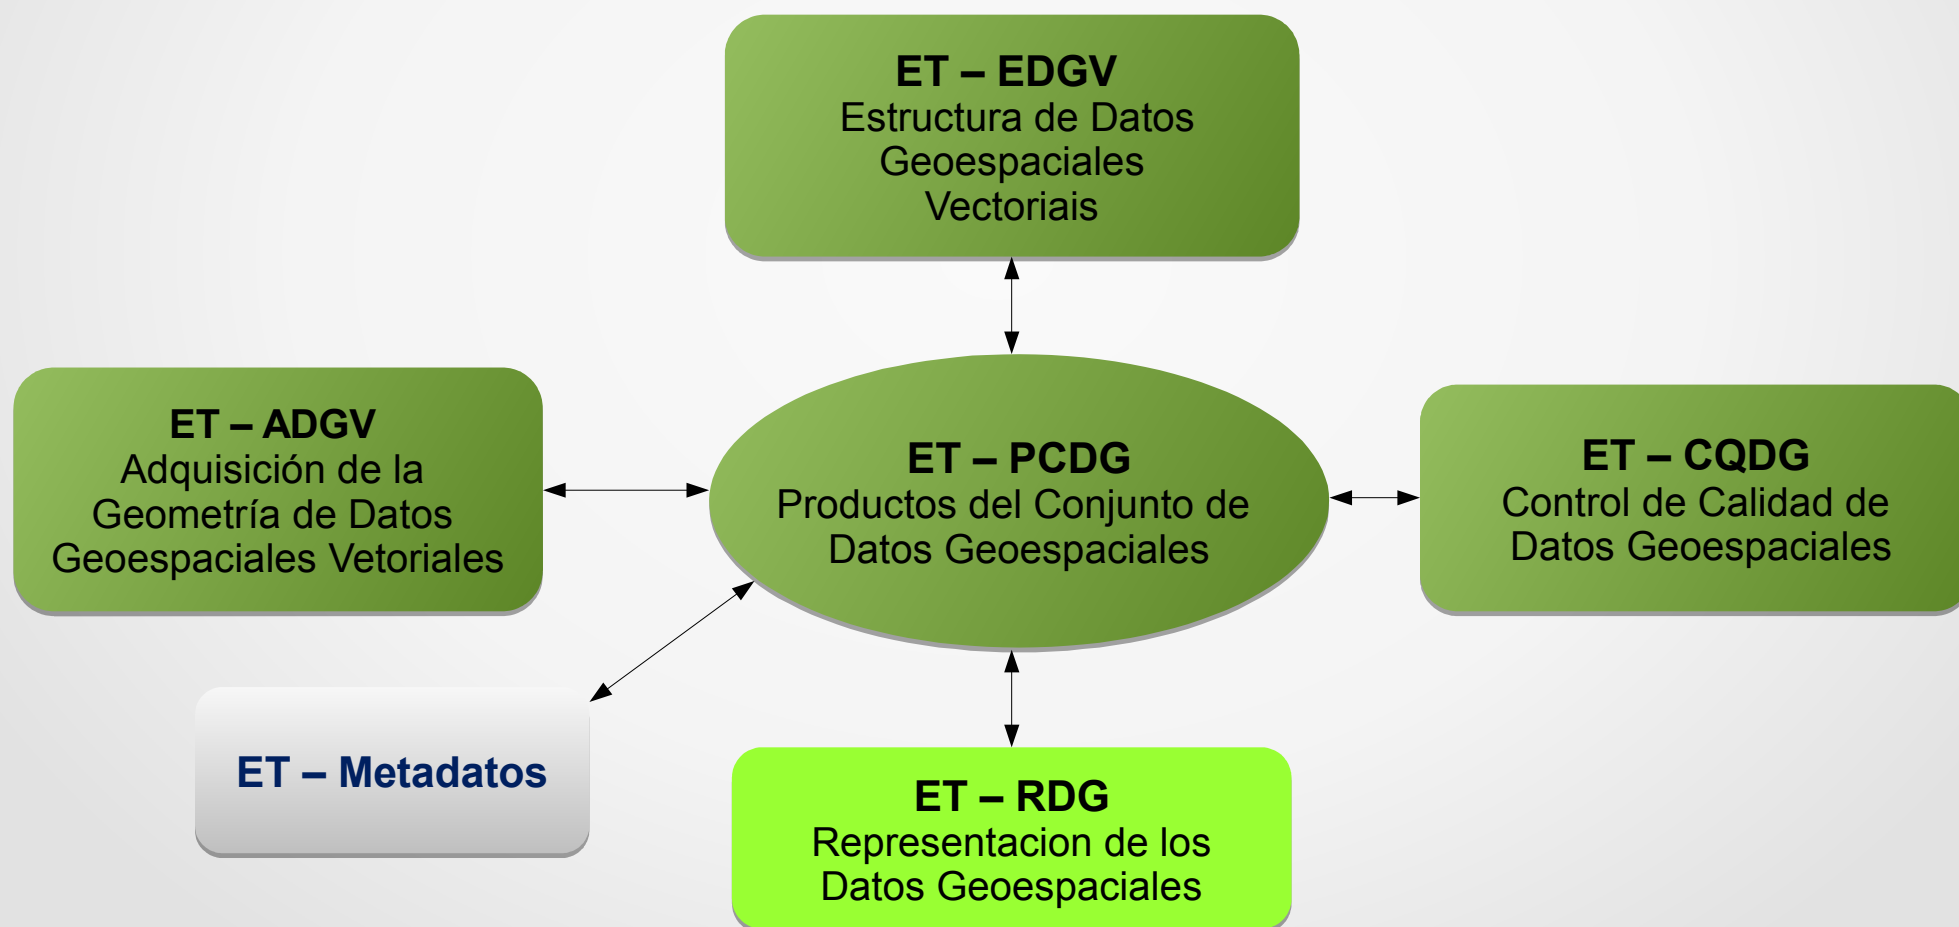 ET – EDGV
Estructura de Datos
Geoespaciales
Vectoriais
ET – ADGV
Adquisición de la
Geometría de Datos
Geoespaciales Vetoriales
ET – PCDG
Productos del Conjunto de
Datos Geoespaciales
ET – CQDG
Control de Calidad de
Datos Geoespaciales
ET – Metadatos
ET – RDG
Representacion de los
Datos Geoespaciales